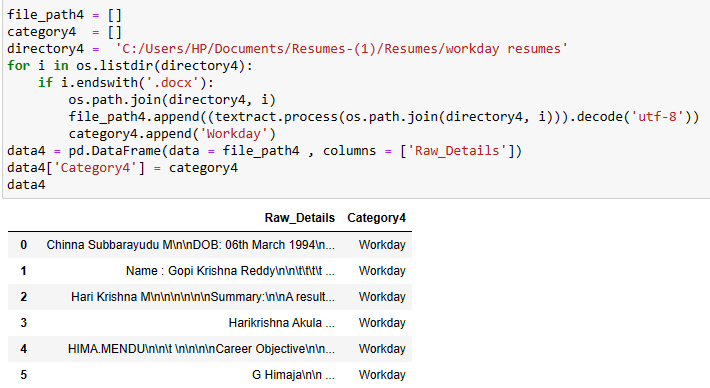 file_path4 = []
category4  = []
directory4 =  'C:/Users/HP/Documents/Resumes-(1)/Resumes/workday resumes'
for i in os.listdir(directory4):
    if i.endswith('.docx'):
        os.path.join(directory4, i)
        file_path4.append((textract.process(os.path.join(directory4, i))).decode('utf-8'))
        category4.append('Workday')
data4 = pd.DataFrame(data = file_path4 , columns = ['Raw_Details'])
data4['Category4'] = category4
data4
Raw_Details Category4
0 Chinna Subbarayudu M\n\nDOB: 06th March 1994\n... Workday
1 Name : Gopi Krishna Reddy\n\n\t\t\t\t ... Workday
2 Hari Krishna M\n\n\n\n\n\nSummary:\n\nA result... Workday
3 Harikrishna Akula ... Workday
4 HIMA.MENDU\n\n\t \n\n\n\nCareer Objective\n\n... Workday
5 G Himaja\n\n ... Workday